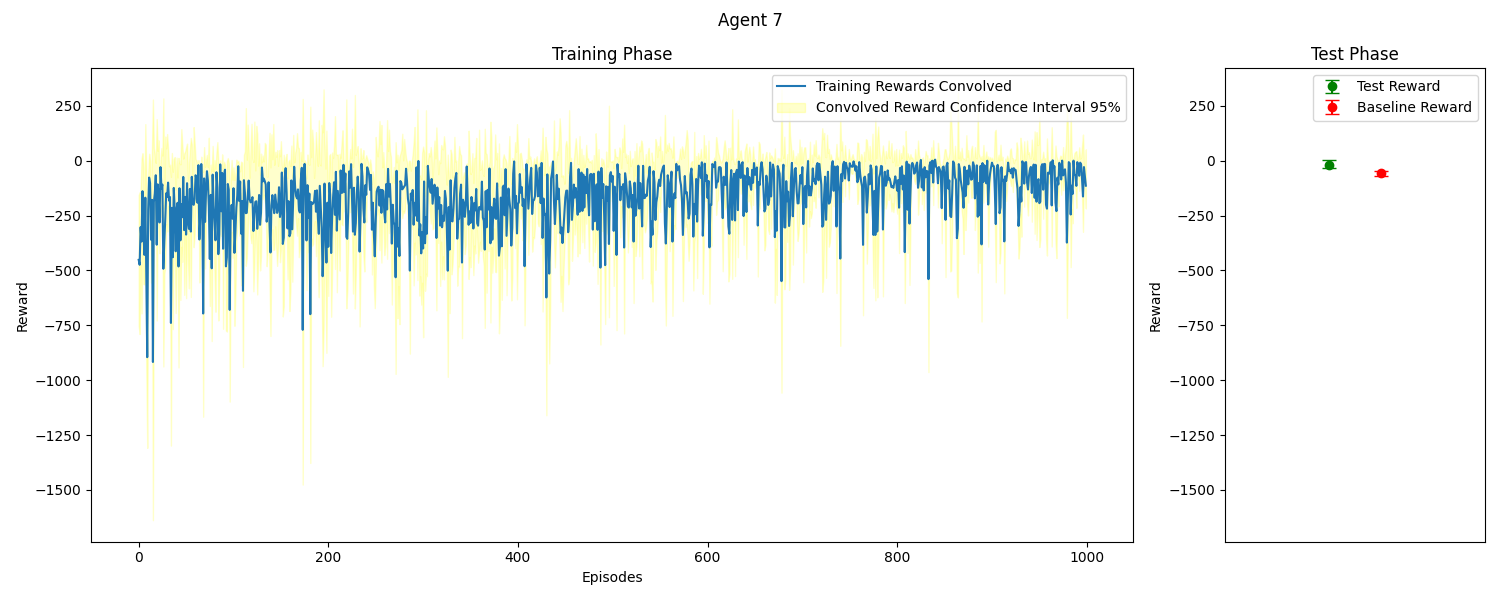 Agent 7
Training Phase
Training Rewards Convolved
Convolved Reward Confidence Interval 95%
250
0
−250
−500
−750
−1000
−1250
−1500
Reward
0
200
400
600
800
1000
Episodes
Test Phase
Test Reward
Baseline Reward
250
0
−250
−500
−750
−1000
−1250
−1500
Reward